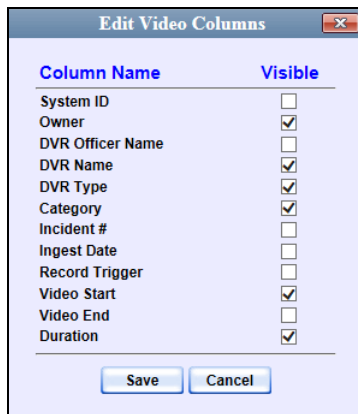 Edit Video Columns
Column Name Visible
System ID
Owner
DVR Officer Name
DVR Name
DVR Type
Category
Incident #
Ingest Date
Record Trigger
Video Start
Video End
Duration
Save Cancel